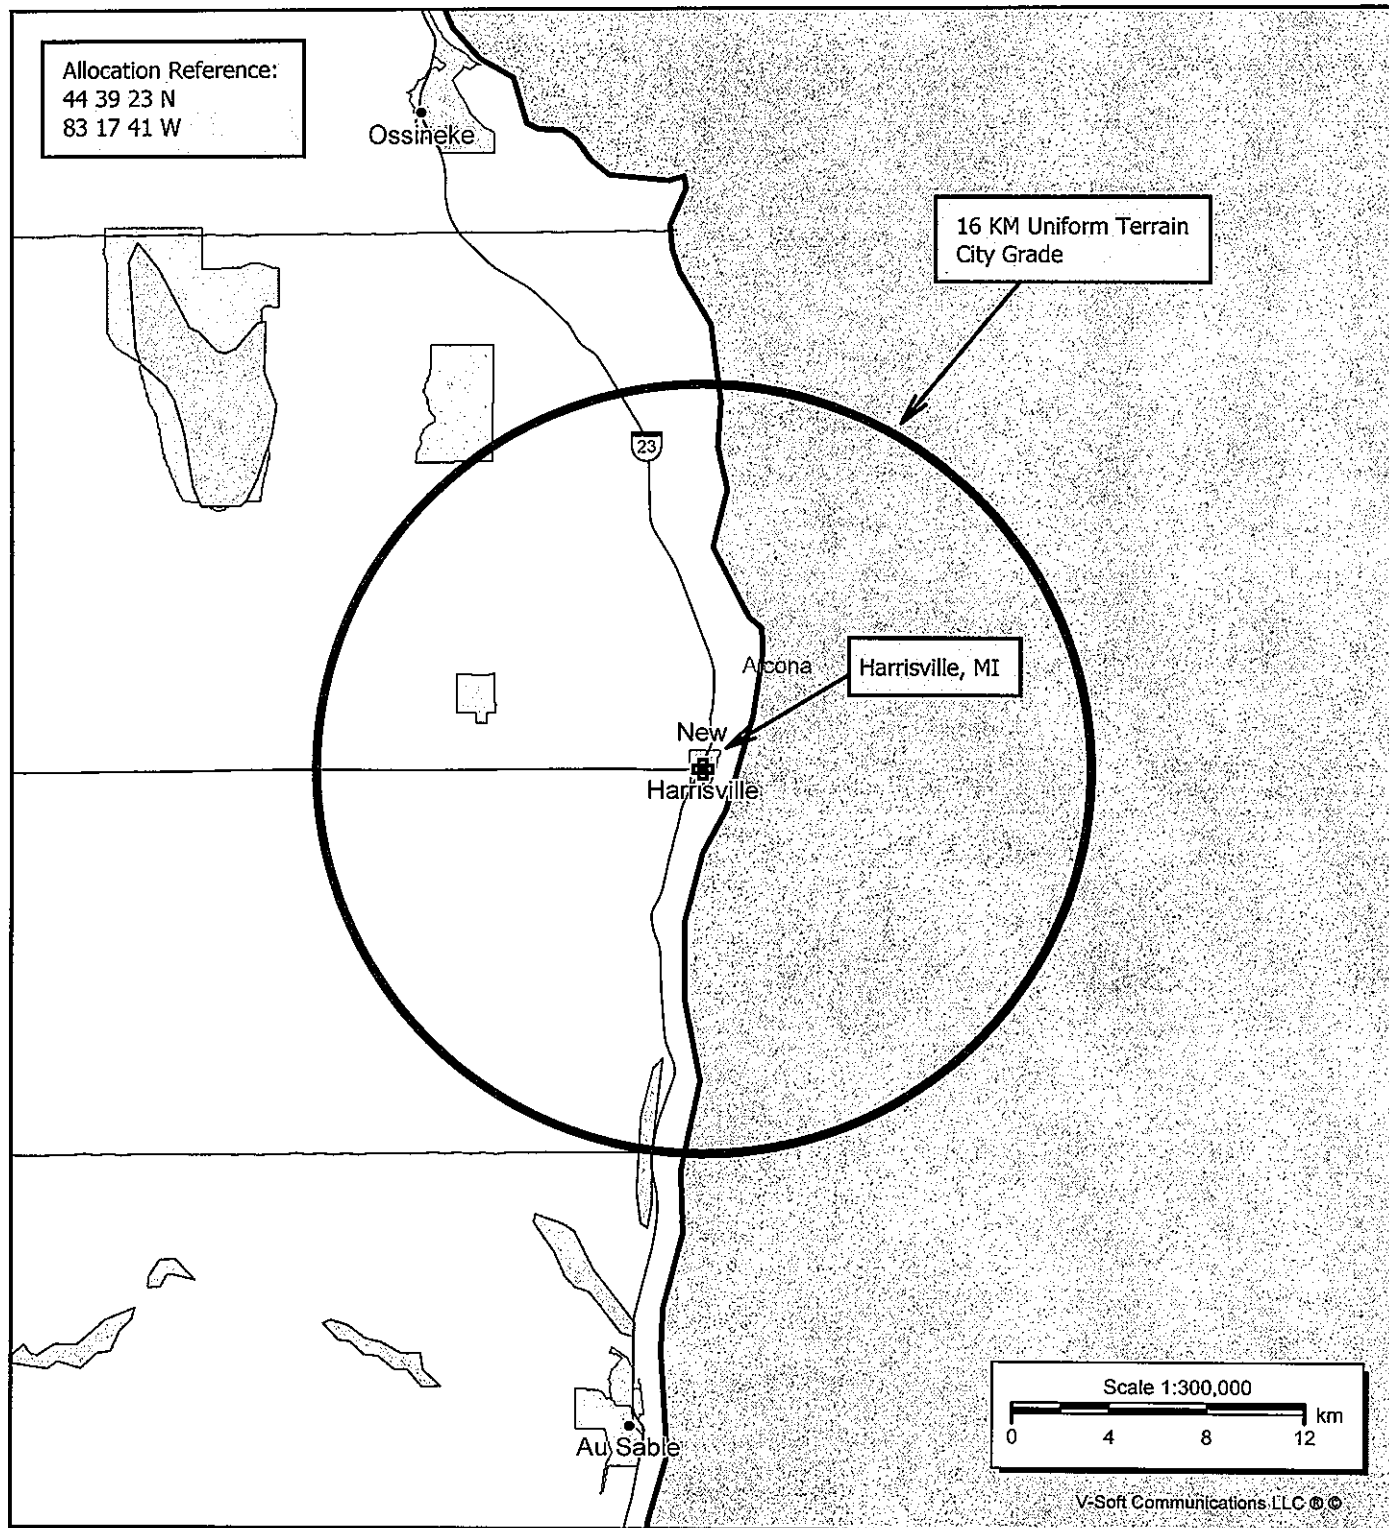 Allocation Reference:
44 39 23 N
83 17 41 W
Ossineke
16 KM Uniform Terrain
City Grade
23
Arcona
Harrisville, MI
New
Harrisville
Scale 1:300,000
km
0 4 8 12
Au Sable
V-Soft Communications LLC ® ©